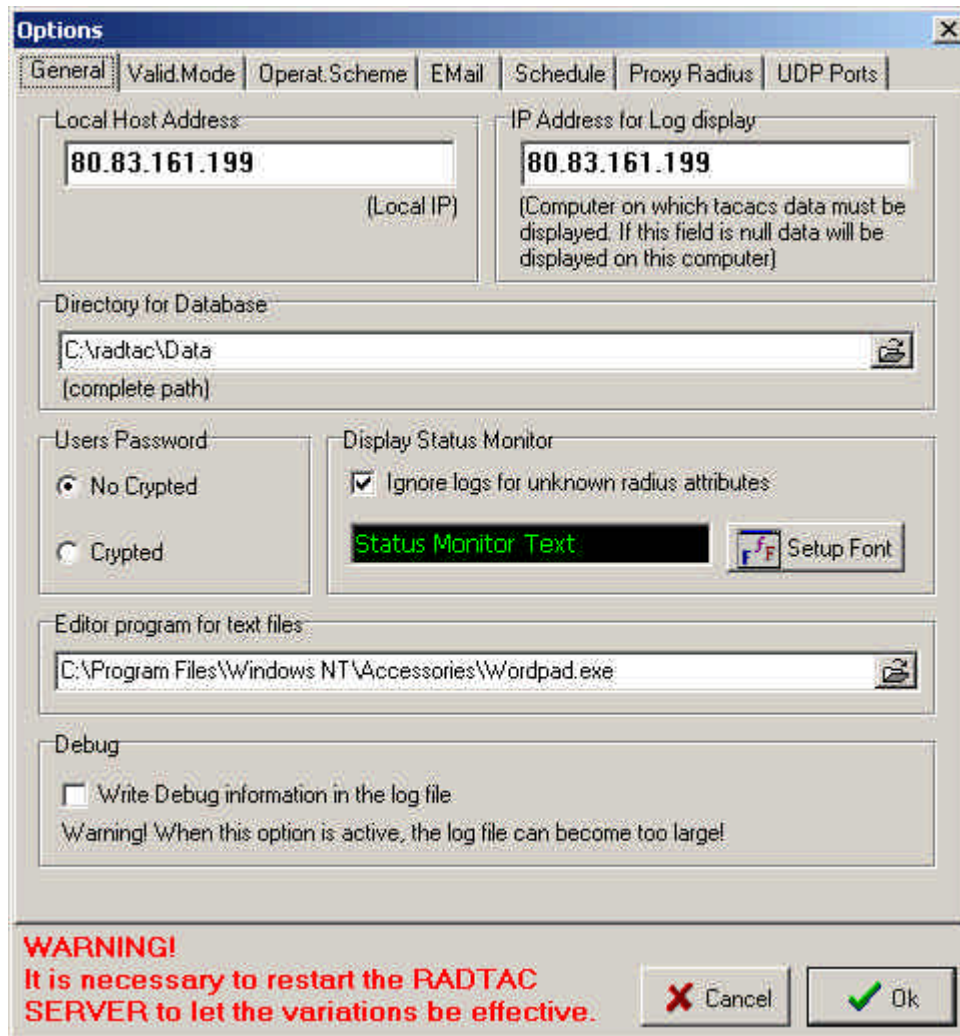 Options
General
Valid.Mode
Operat.Scheme
EMail
Schedule
Proxy Radius
UDP Ports
Local Host Address
80.83.161.199
(Local IP)
IP Address for Log display
80.83.161.199
(Computer on which tacacs data must be
displayed. If this field is null data will be
displayed on this computer)
Directory for Database
C:\radtac\Data
(complete path)
Users Password
No Crypted
Crypted
Display Status Monitor
Ignore logs for unknown radius attributes
Status Monitor Text
Setup Font
Editor program for text files
C:\Program Files\Windows NT\Accessories\Wordpad.exe
Debug
Write Debug information in the log file
Warning! When this option is active, the log file can become too large!
WARNING!
It is necessary to restart the RADTAC
SERVER to let the variations be effective.
Cancel
Ok